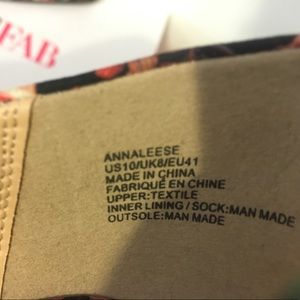 FAB
ANNALEESE
US10/UK8/EU41
MADE IN CHINA
FABRIQUÉ EN CHINE
UPPER:TEXTILE
INNER LINING / SOCK:MAN MADE
OUTSOLE:MAN MADE